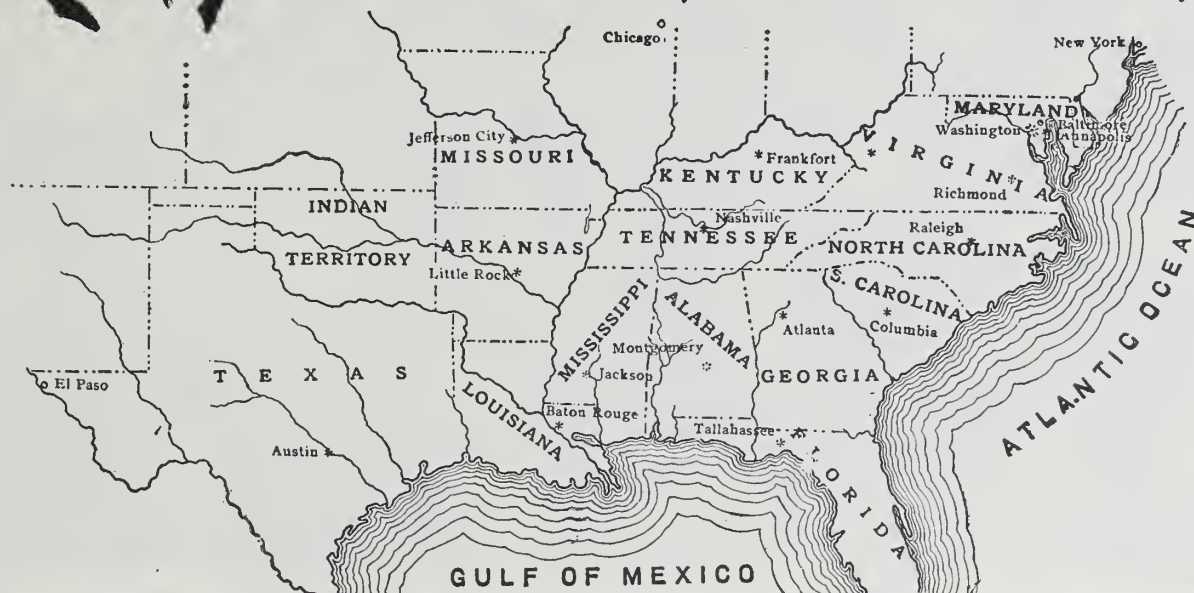 Chicago
New York
MARYLAND
Washington
Baltimore
Annapolis
Jefferson City
MISSOURI
Frankfort
KENTUCKY
VIRGINIA
Richmond
INDIAN
TERRITORY
ARKANSAS
Little Rock
Nashville
TENNESSEE
Raleigh
NORTH CAROLINA
S. CAROLINA
Columbia
MISSISSIPPI
ALABAMA
Atlanta
Montgomery
Jackson
GEORGIA
El Paso
TEXAS
LOUISIANA
Baton Rouge
Tallahassee
FLORIDA
Austin
ATLANTIC OCEAN
GULF OF MEXICO